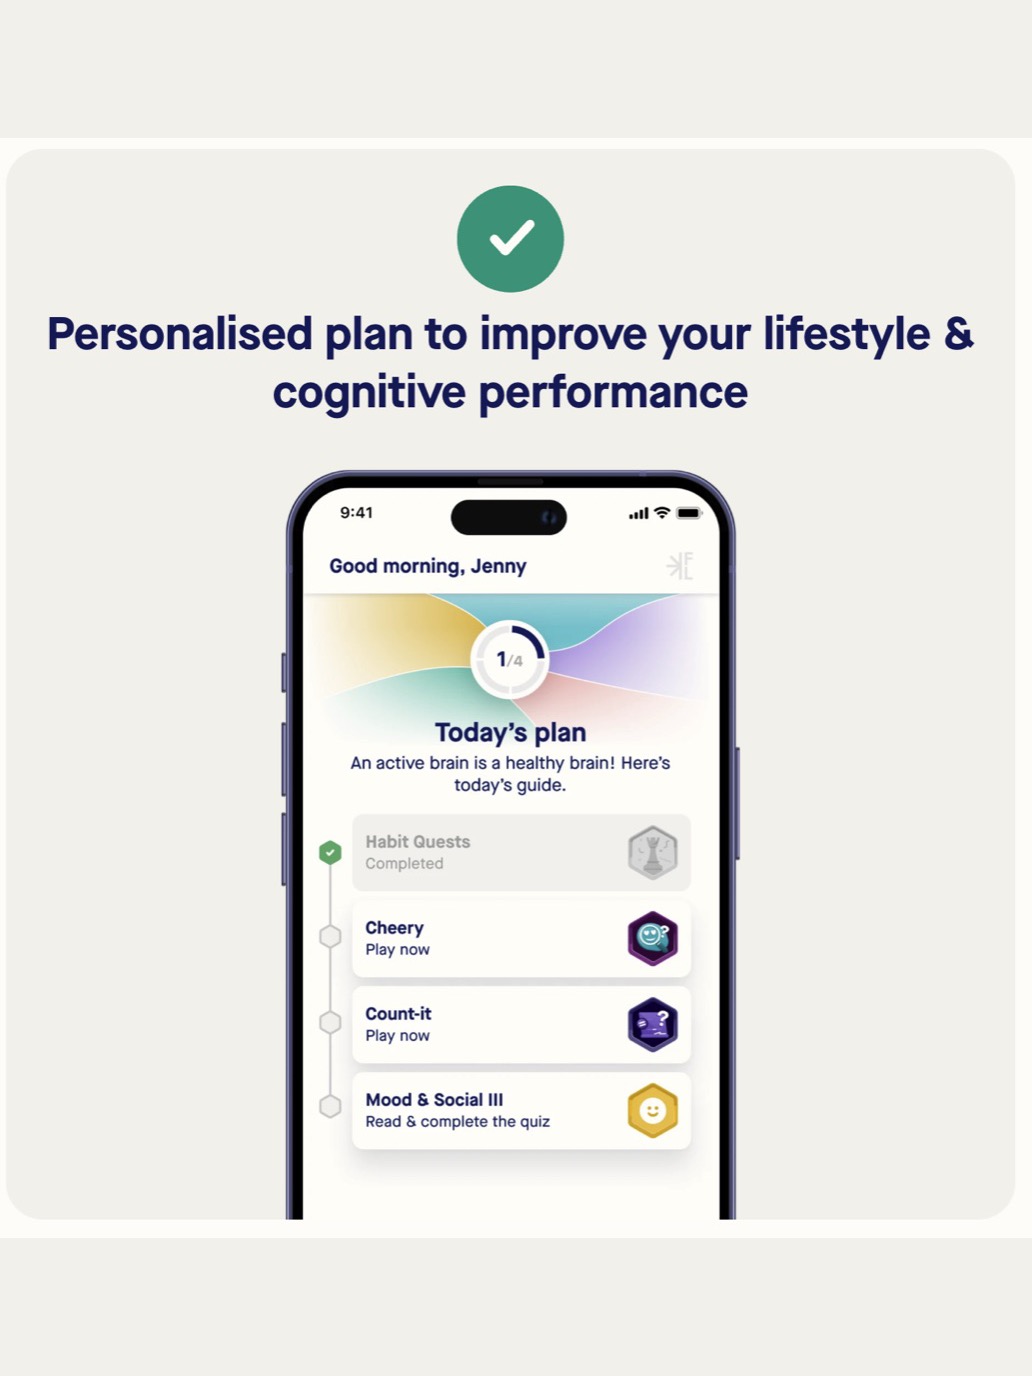 Personalised plan to improve your lifestyle &
cognitive performance
9:41
Good morning, Jenny
1/4
Today's plan
An active brain is a healthy brain! Here's
today's guide.
Habit Quests
Completed
Cheery
Play now
?
Count-it
Play now
?
Mood & Social III
Read & complete the quiz